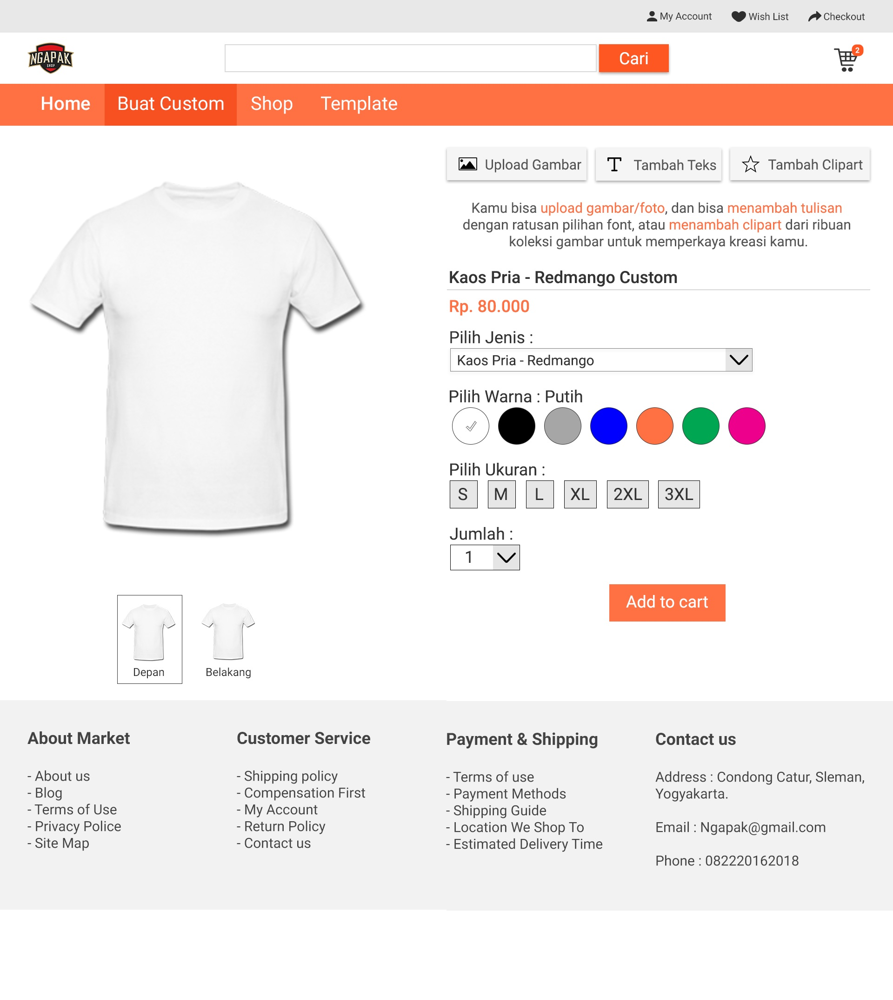 My Account
Wish List
Checkout
NGAPAK
SHOP
Cari
2
Home
Buat Custom
Shop
Template
Upload Gambar
Tambah Teks
Tambah Clipart
Kamu bisa upload gambar/foto, dan bisa menambah tulisan
dengan ratusan pilihan font, atau menambah clipart dari ribuan
koleksi gambar untuk memperkaya kreasi kamu.
Kaos Pria - Redmango Custom
Rp. 80.000
Pilih Jenis :
Kaos Pria - Redmango
Pilih Warna : Putih
Pilih Ukuran :
S
M
L
XL
2XL
3XL
Jumlah :
1
Add to cart
Depan
Belakang
About Market
- About us
- Blog
- Terms of Use
- Privacy Police
- Site Map
Customer Service
- Shipping policy
- Compensation First
- My Account
- Return Policy
- Contact us
Payment & Shipping
- Terms of use
- Payment Methods
- Shipping Guide
- Location We Shop To
- Estimated Delivery Time
Contact us
Address : Condong Catur, Sleman,
Yogyakarta.
Email : Ngapak@gmail.com
Phone : 082220162018